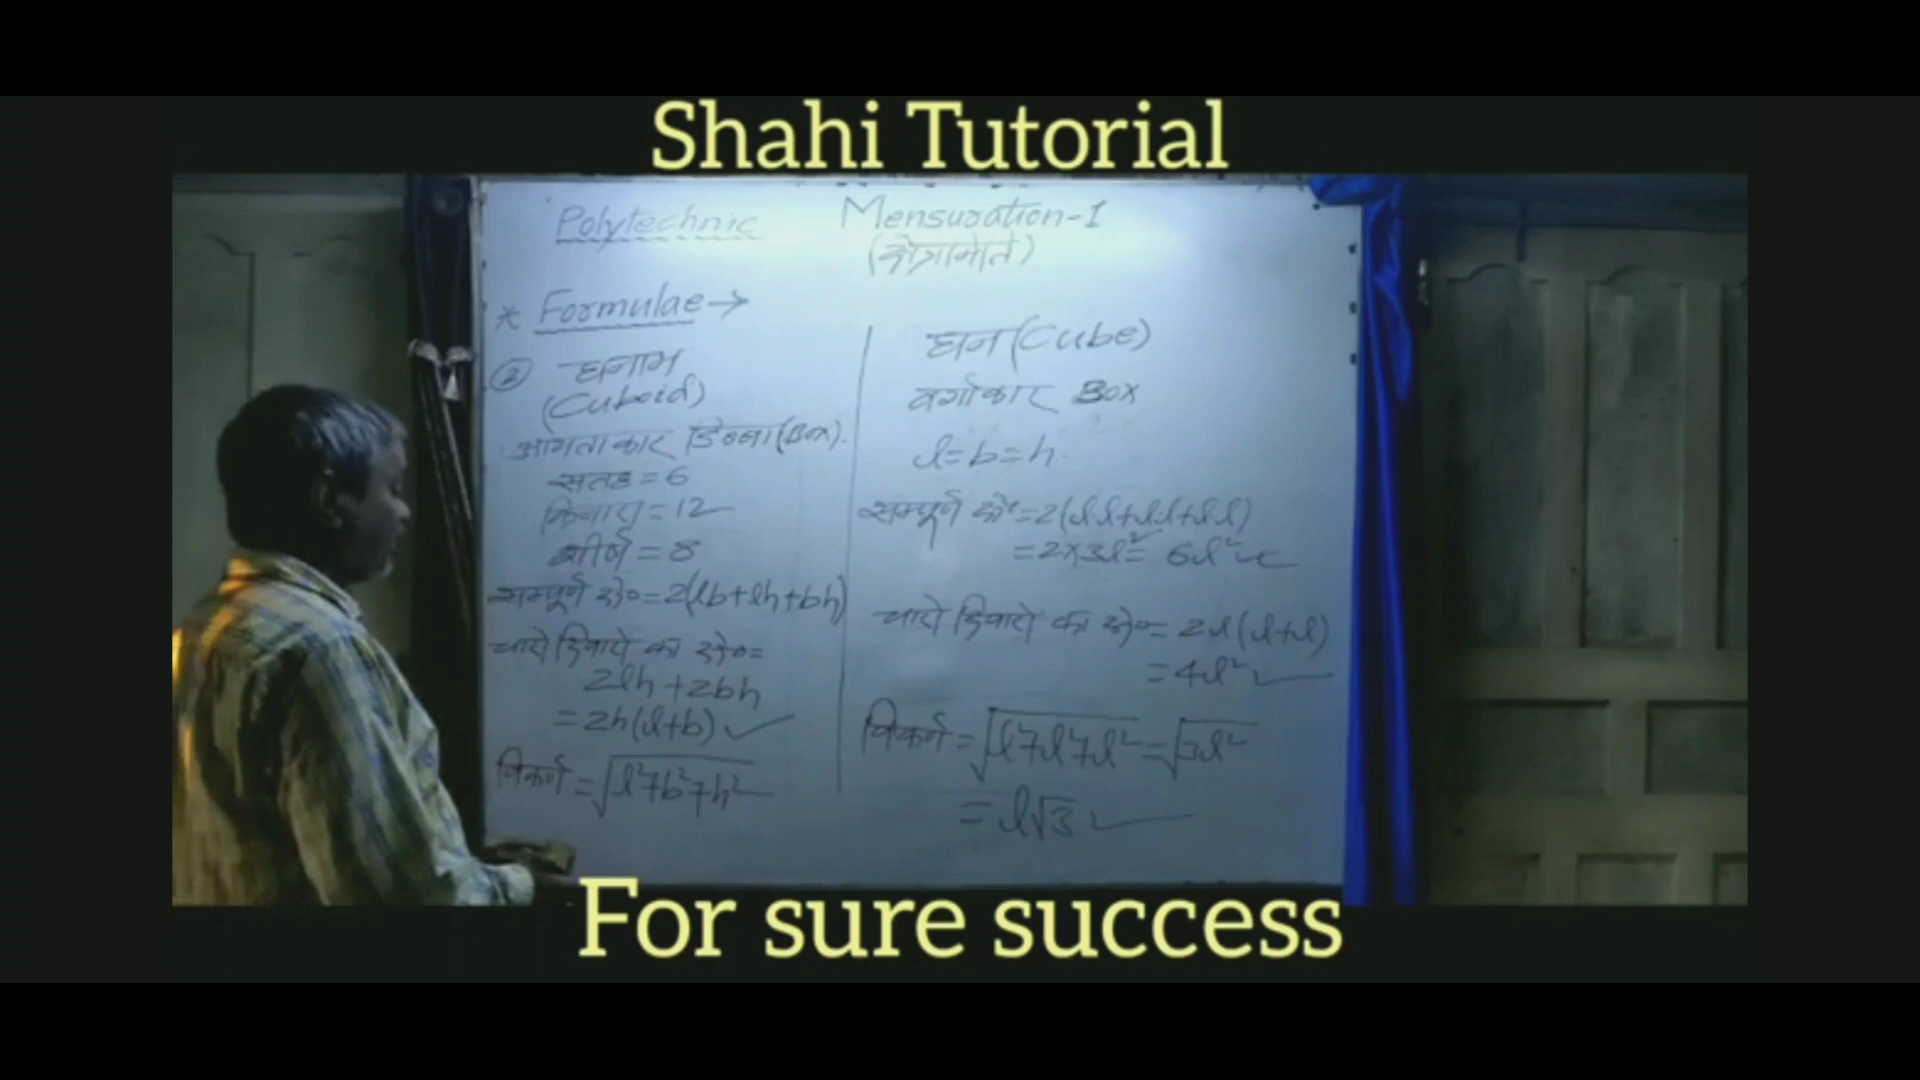 Shahi Tutorial
Polytechnic Mensuration-I
(क्षेत्रामिति)
* Formulae →
② घनाभ
(Cuboid)
आयताकार डिब्बा (Box).
सतह = 6
किनारा = 12
शीर्ष = 8
सम्पूर्ण क्षे० = 2(lb+lh+bh)
चारो दिवारो का क्षे० =
2lh + 2bh
= 2h(l+b) ✓
विकर्ण = √l²+b²+h²
घन (Cube)
वर्गाकार Box
l = b = h.
सम्पूर्ण क्षे० = 2(l.l+l.l+l.l)
= 2×3l² = 6l² ✓
चारो दिवारो का क्षे० = 2l(l+l)
= 4l² ✓
विकर्ण = √l²+l²+l² = √3l²
= l√3 ✓
For sure success